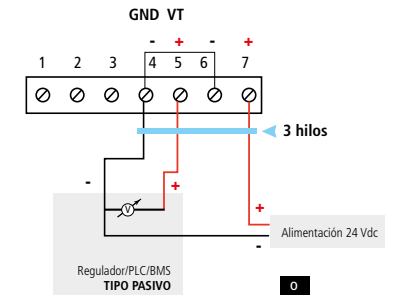 GND VT
- + - +
1 2 3 4 5 6 7
3 hilos
-
+
V
+
Alimentación 24 Vdc
-
Regulador/PLC/BMS
TIPO PASIVO
O